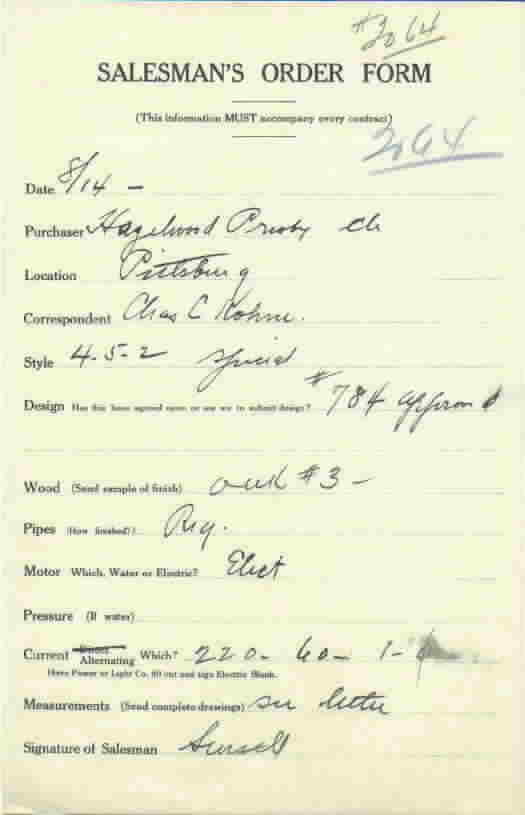 #2064
SALESMAN'S ORDER FORM
(This information MUST accompany every contract)
2064
Date 8/14 -
Purchaser Hazelwood Presby ch
Location Pittsburg
Correspondent Chas C Kohne.
Style 4-5-2 special
Design Has this been agreed upon or are we to submit design? #784 approved
Wood (Send sample of finish) oak #3 -
Pipes (How finished)? Reg.
Motor Which, Water or Electric? Elect
Pressure (If water)
Current Direct Alternating Which? 220- 60- 1-
Have Power or Light Co. fill out and sign Electric Blank.
Measurements (Send complete drawings) see letter
Signature of Salesman